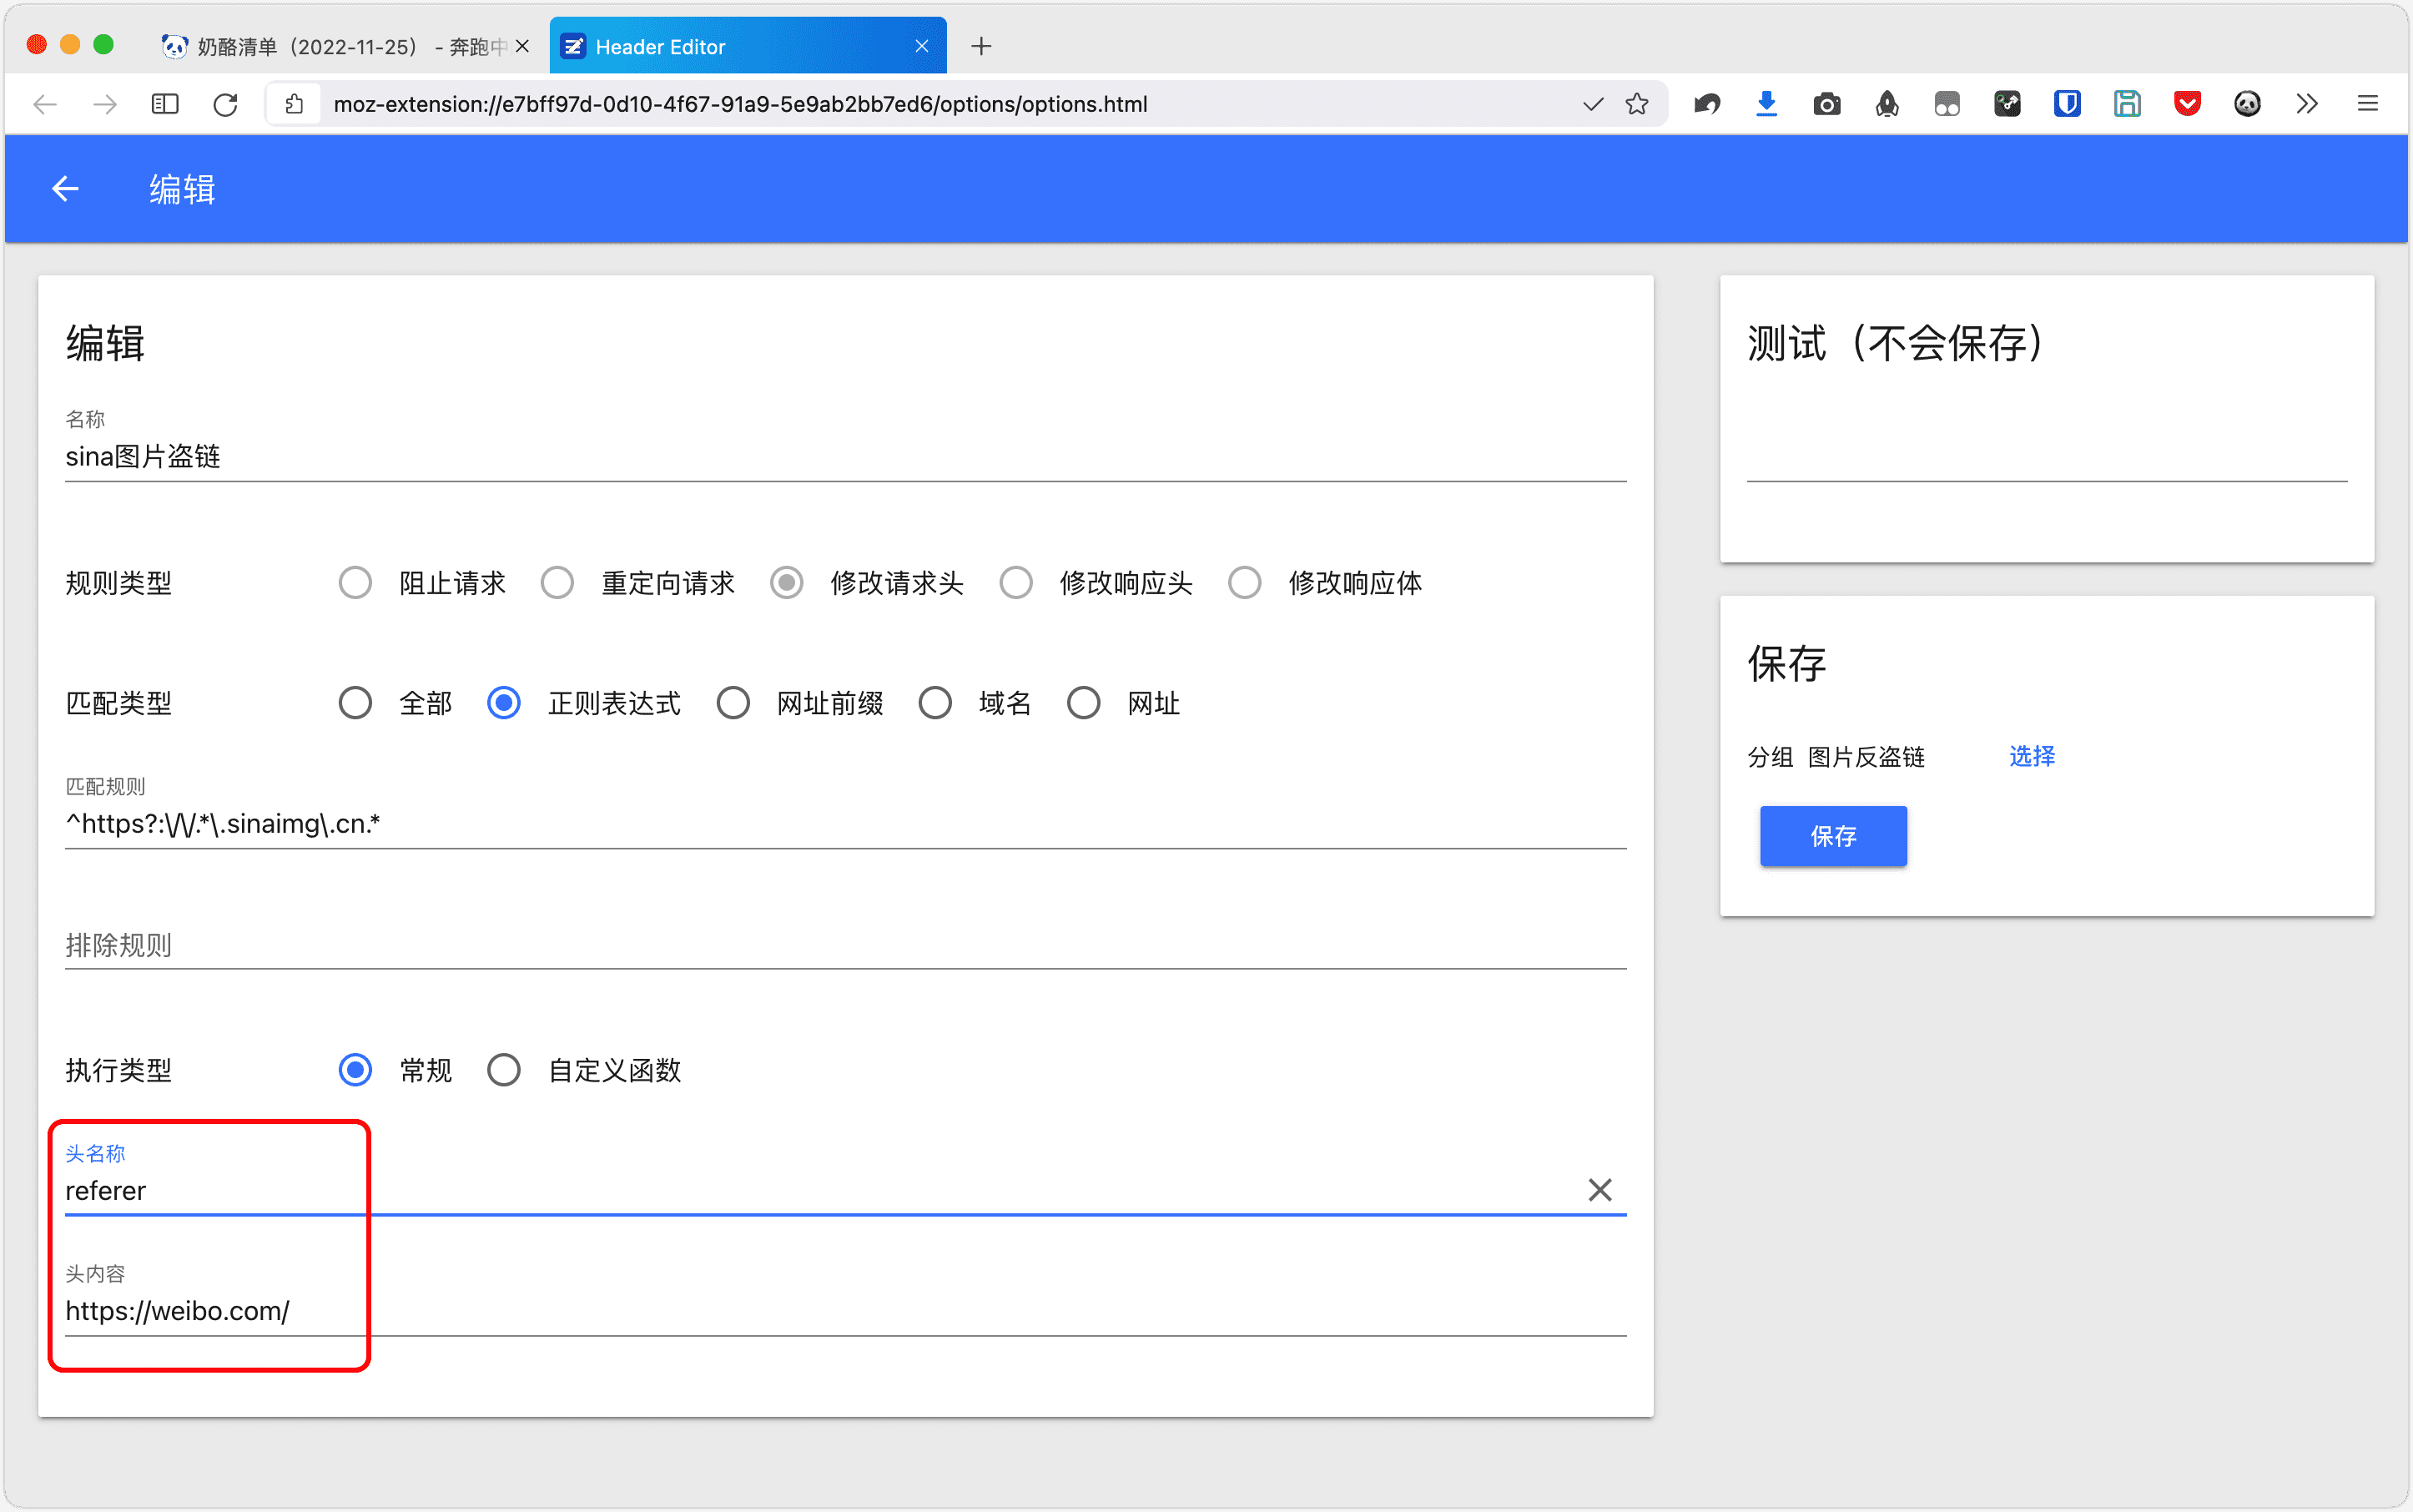 奶酪清单（2022-11-25） - 奔跑中
Header Editor
moz-extension://e7bff97d-0d10-4f67-91a9-5e9ab2bb7ed6/options/options.html
编辑
编辑
名称
sina图片盗链
规则类型 阻止请求 重定向请求 修改请求头 修改响应头 修改响应体
匹配类型 全部 正则表达式 网址前缀 域名 网址
匹配规则
^https?:\/\/.*\.sinaimg\.cn.*
排除规则
执行类型 常规 自定义函数
头名称
referer
头内容
https://weibo.com/
测试（不会保存）
保存
分组 图片反盗链 选择
保存